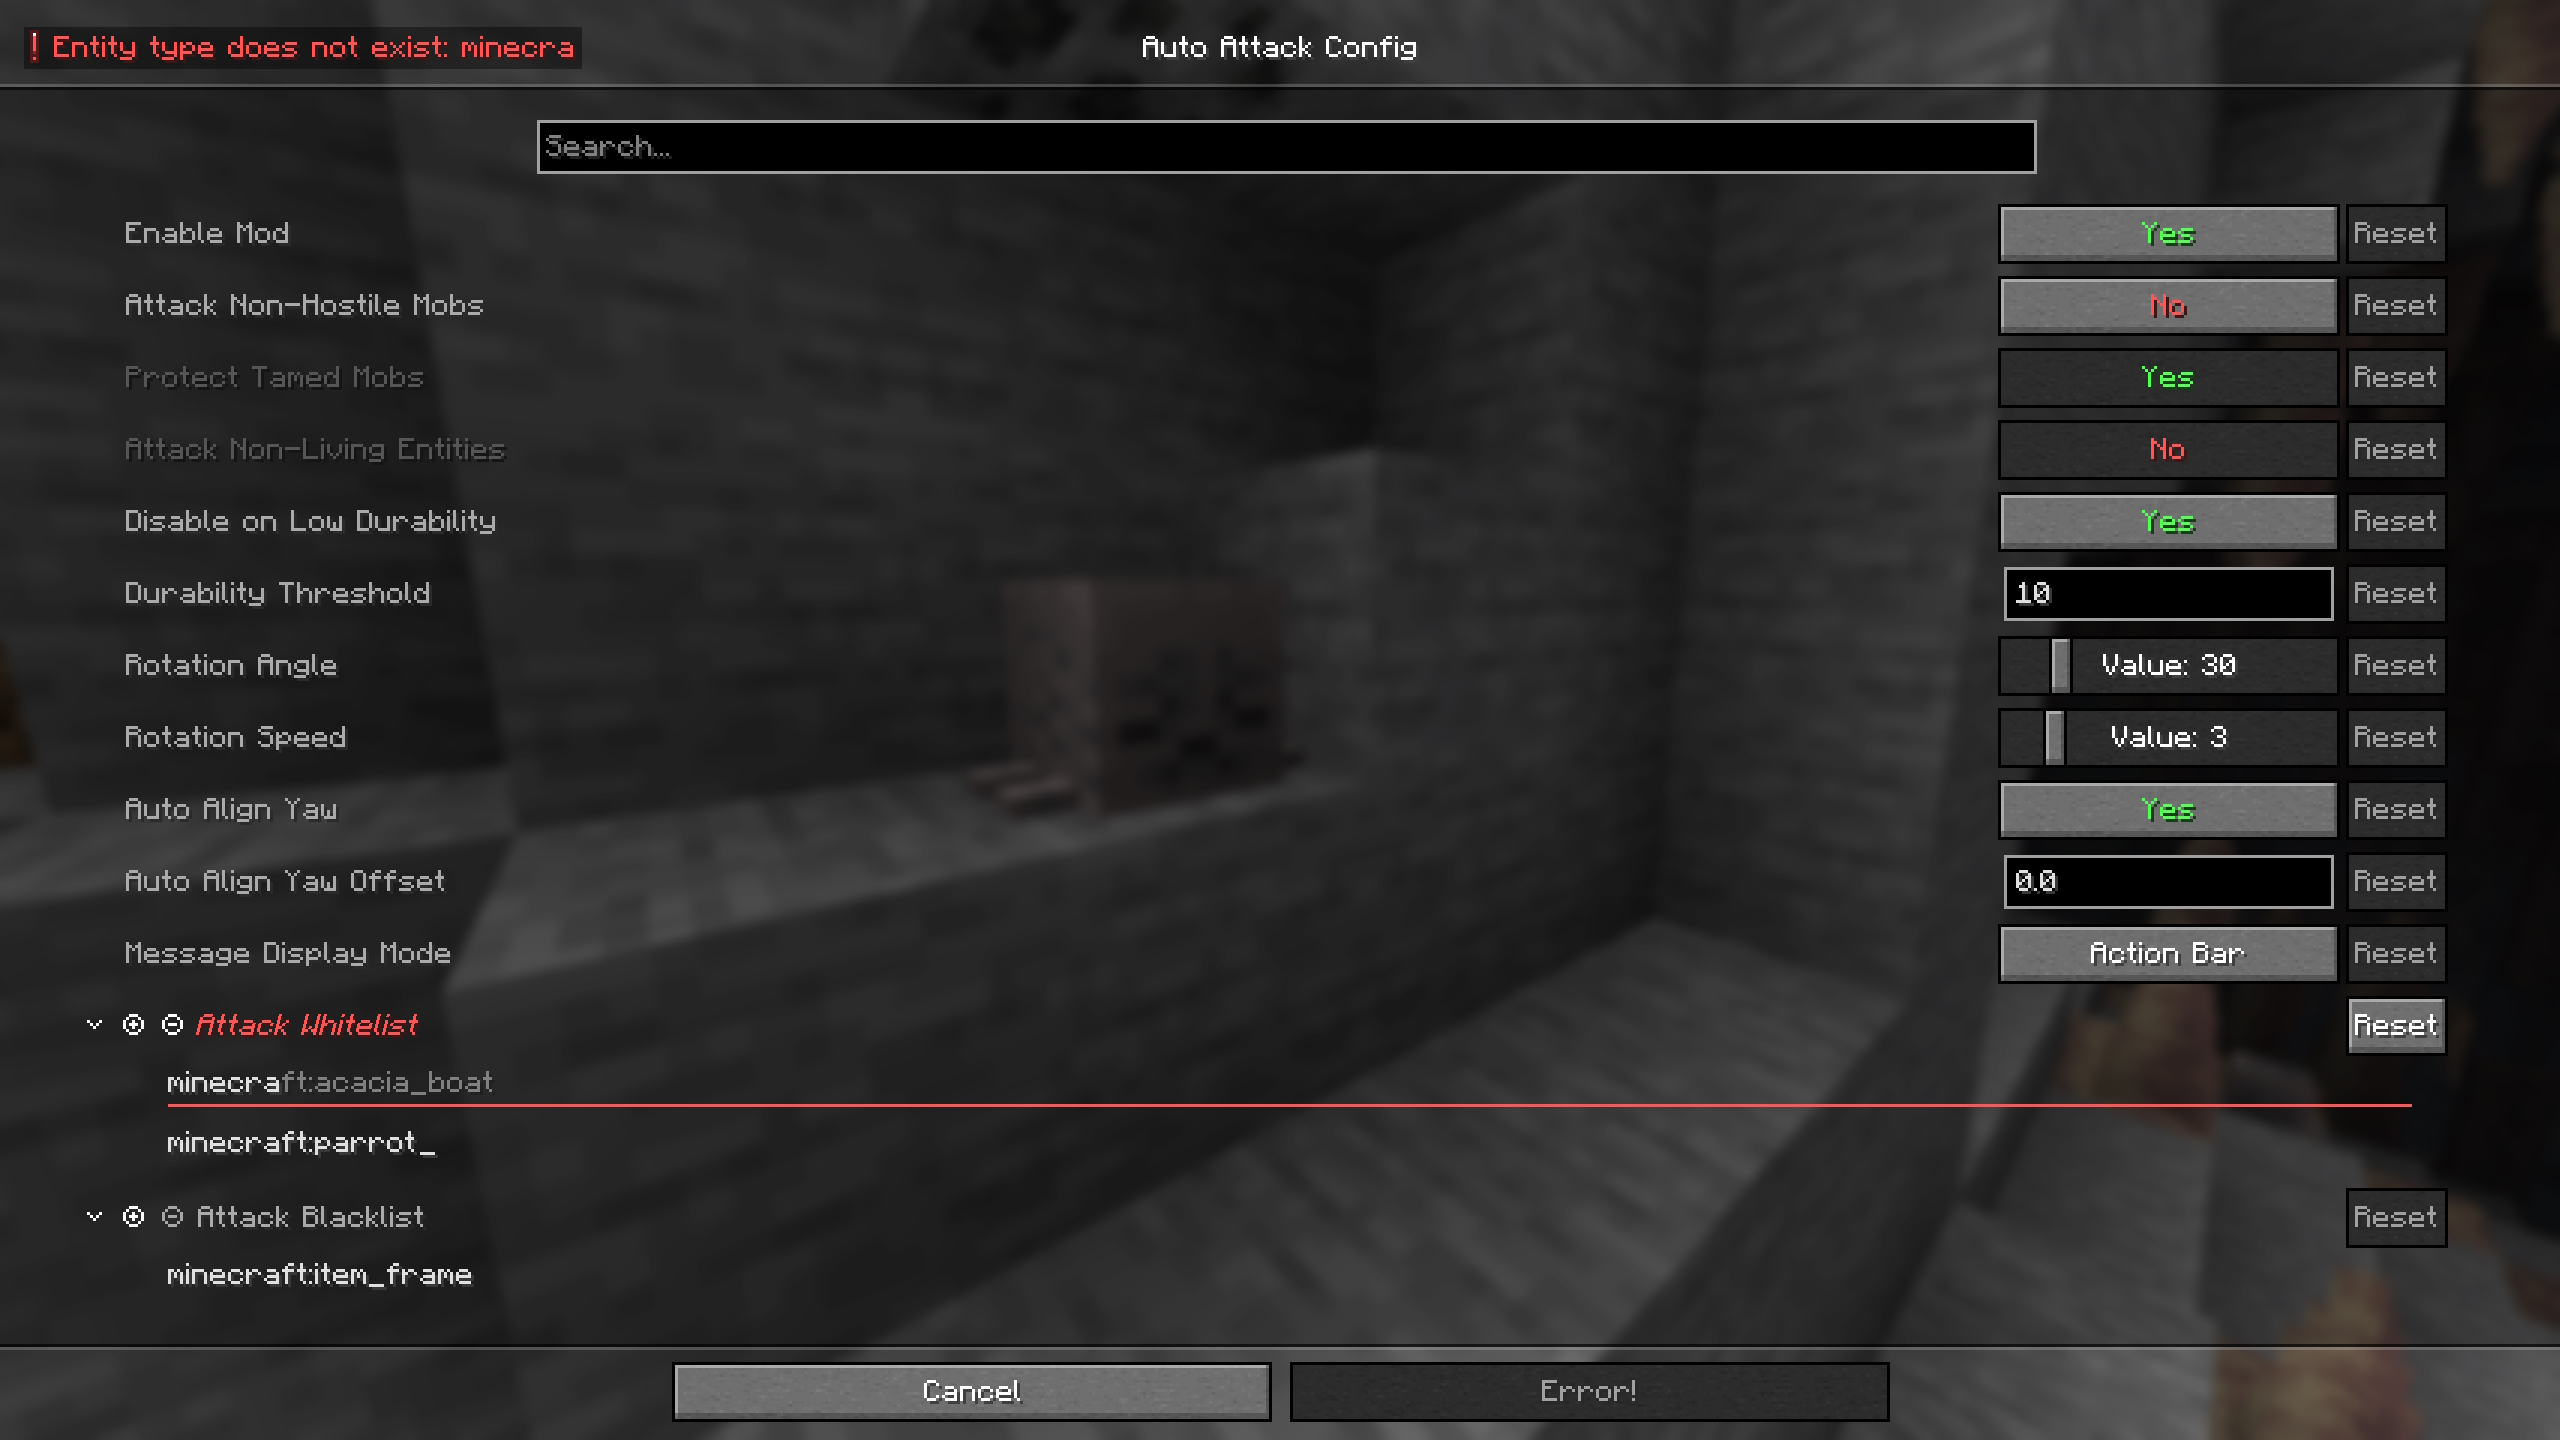 ! Entity type does not exist: minecra
Auto Attack Config
Search...
Enable Mod Yes Reset
Attack Non-Hostile Mobs No Reset
Protect Tamed Mobs Yes Reset
Attack Non-Living Entities No Reset
Disable on Low Durability Yes Reset
Durability Threshold 10 Reset
Rotation Angle Value: 30 Reset
Rotation Speed Value: 3 Reset
Auto Align Yaw Yes Reset
Auto Align Yaw Offset 0.0 Reset
Message Display Mode Action Bar Reset
Attack Whitelist Reset
minecraft:acacia_boat
minecraft:parrot_
Attack Blacklist Reset
minecraft:item_frame
Cancel Error!